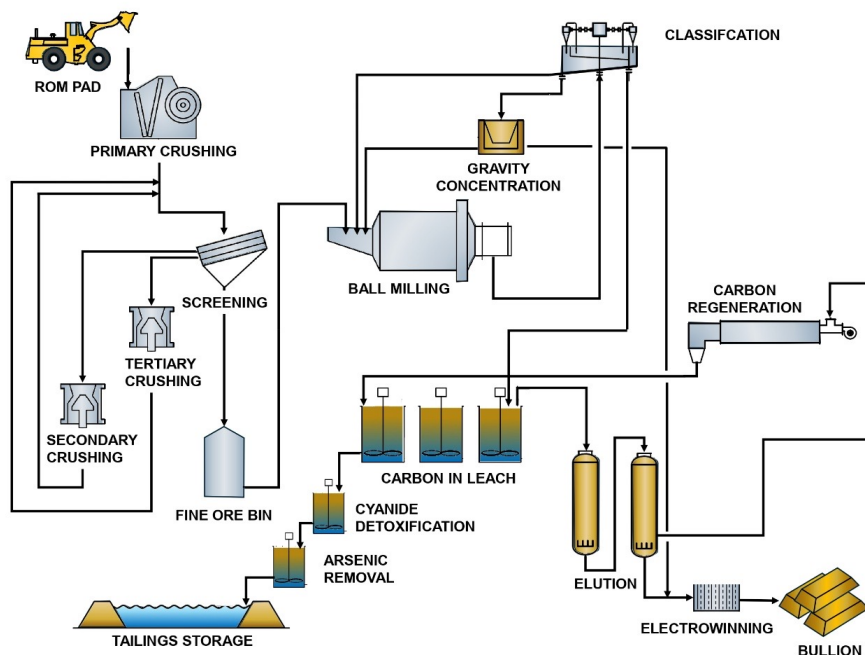 CLASSIFCATION
ROM PAD
PRIMARY CRUSHING
GRAVITY
CONCENTRATION
SCREENING
BALL MILLING
CARBON
REGENERATION
TERTIARY
CRUSHING
SECONDARY
CRUSHING
CARBON IN LEACH
FINE ORE BIN
CYANIDE
DETOXIFICATION
ARSENIC
REMOVAL
ELUTION
TAILINGS STORAGE
ELECTROWINNING
BULLION